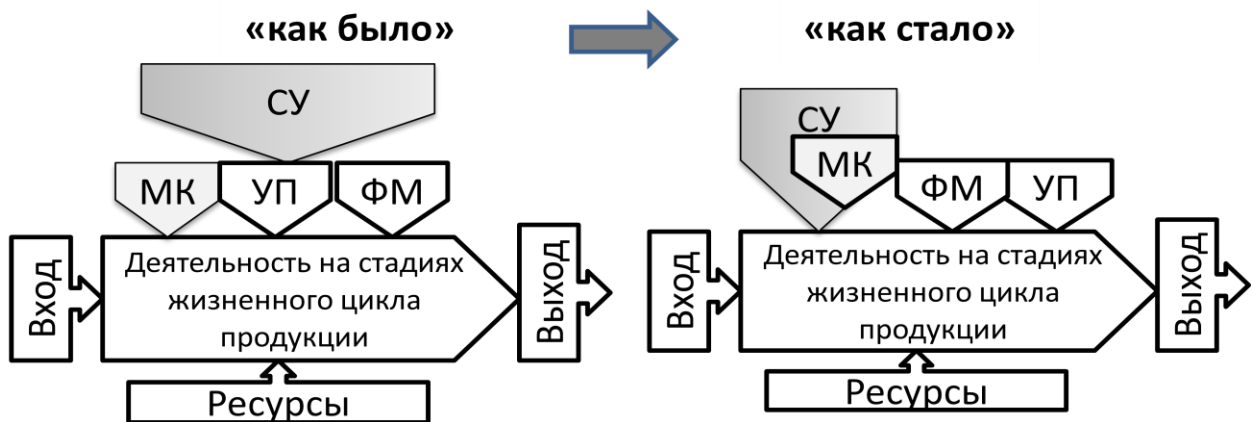 «как было»
«как стало»
СУ
МК
УП
ФМ
Вход
Деятельность на стадиях
жизненного цикла
продукции
Выход
Ресурсы
СУ
МК
ФМ
УП
Вход
Деятельность на стадиях
жизненного цикла
продукции
Выход
Ресурсы